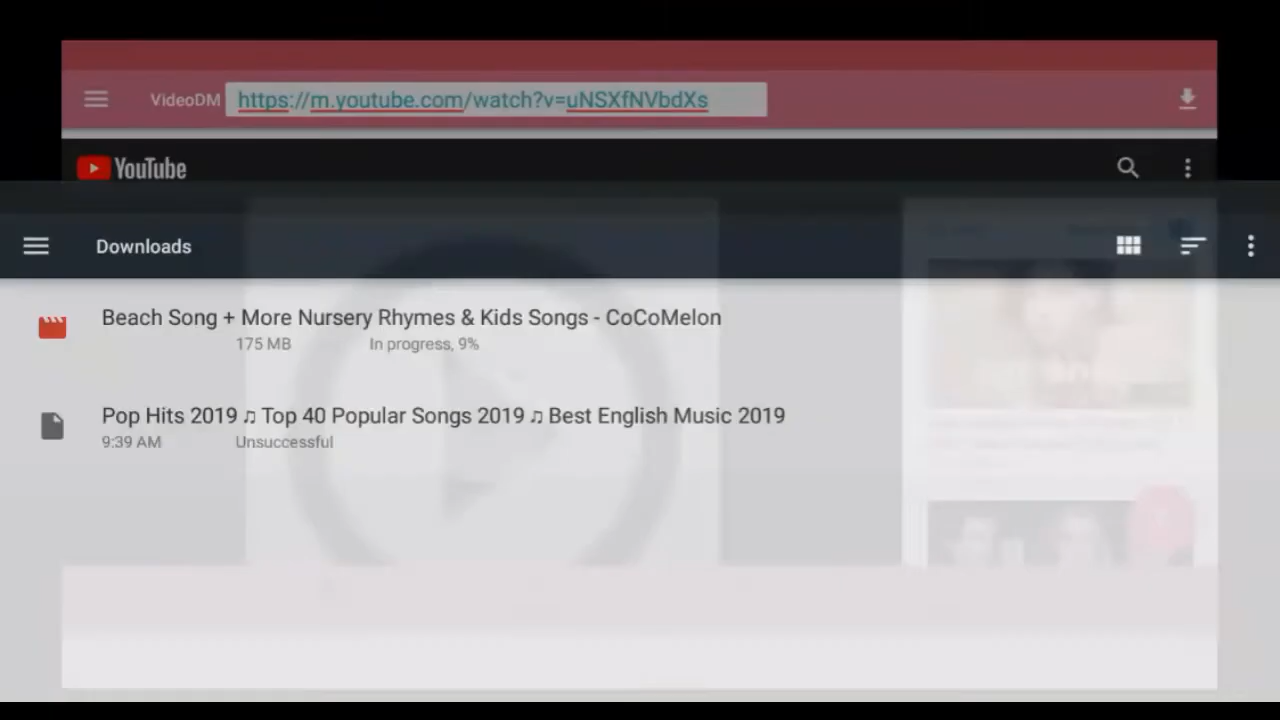 VideoDM https://m.youtube.com/watch?v=uNSXfNVbdXs
YouTube
Downloads
Beach Song + More Nursery Rhymes & Kids Songs - CoCoMelon
175 MB In progress, 9%
Pop Hits 2019 ♫ Top 40 Popular Songs 2019 ♫ Best English Music 2019
9:39 AM Unsuccessful